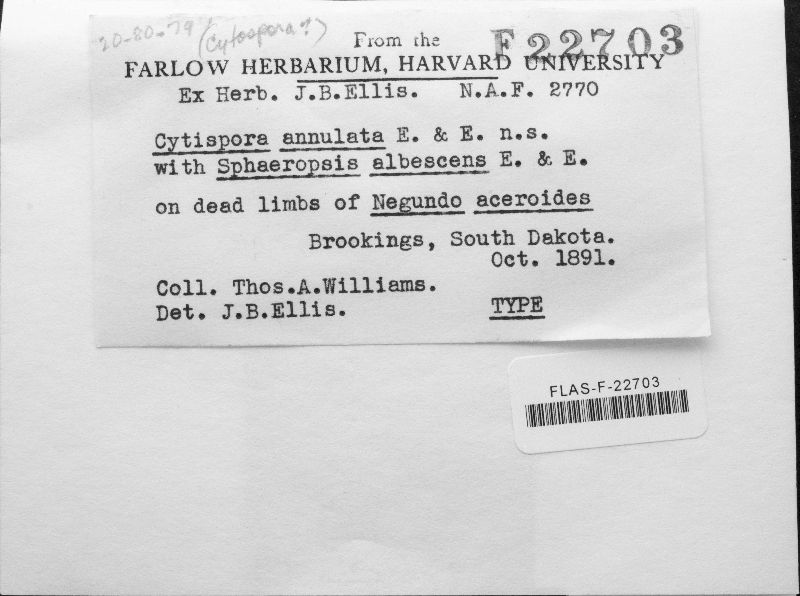 20-80-79 (Cytospora?)
From the F22703
FARLOW HERBARIUM, HARVARD UNIVERSITY
Ex Herb. J.B.Ellis. N.A.F. 2770
Cytispora annulata E. & E. n.s.
with Sphaeropsis albescens E. & E.
on dead limbs of Negundo aceroides
Brookings, South Dakota.
Oct. 1891.
Coll. Thos.A.Williams.
Det. J.B.Ellis. TYPE
FLAS-F-22703